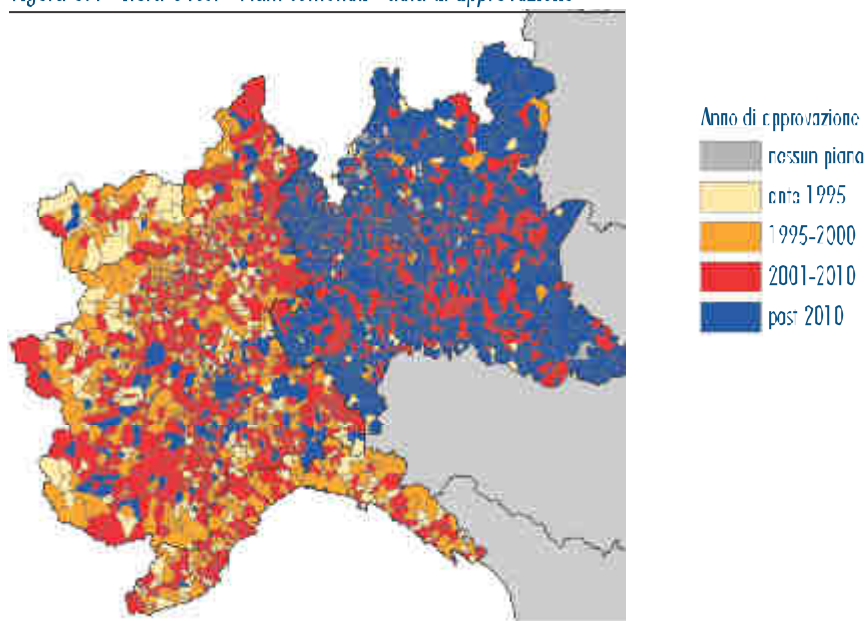 Anno di approvazione
nessun piano
ante 1995
1995-2000
2001-2010
post 2010